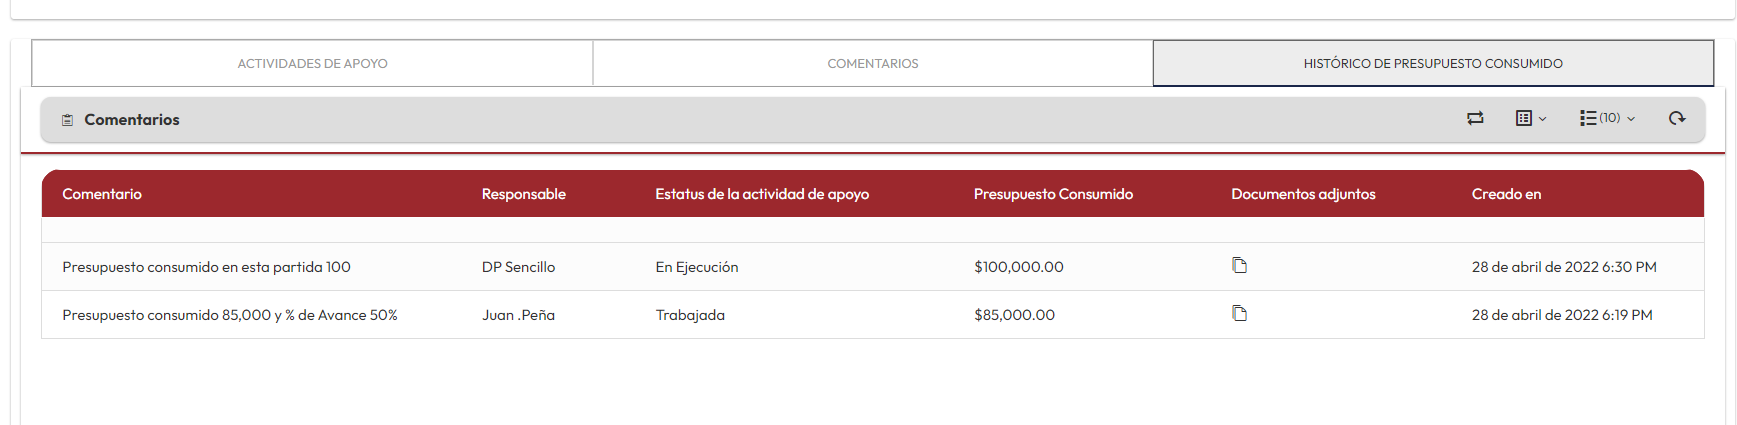 ACTIVIDADES DE APOYO COMENTARIOS HISTÓRICO DE PRESUPUESTO CONSUMIDO
Comentarios (10)
Comentario Responsable Estatus de la actividad de apoyo Presupuesto Consumido Documentos adjuntos Creado en
Presupuesto consumido en esta partida 100 DP Sencillo En Ejecución $100,000.00 28 de abril de 2022 6:30 PM
Presupuesto consumido 85,000 y % de Avance 50% Juan .Peña Trabajada $85,000.00 28 de abril de 2022 6:19 PM